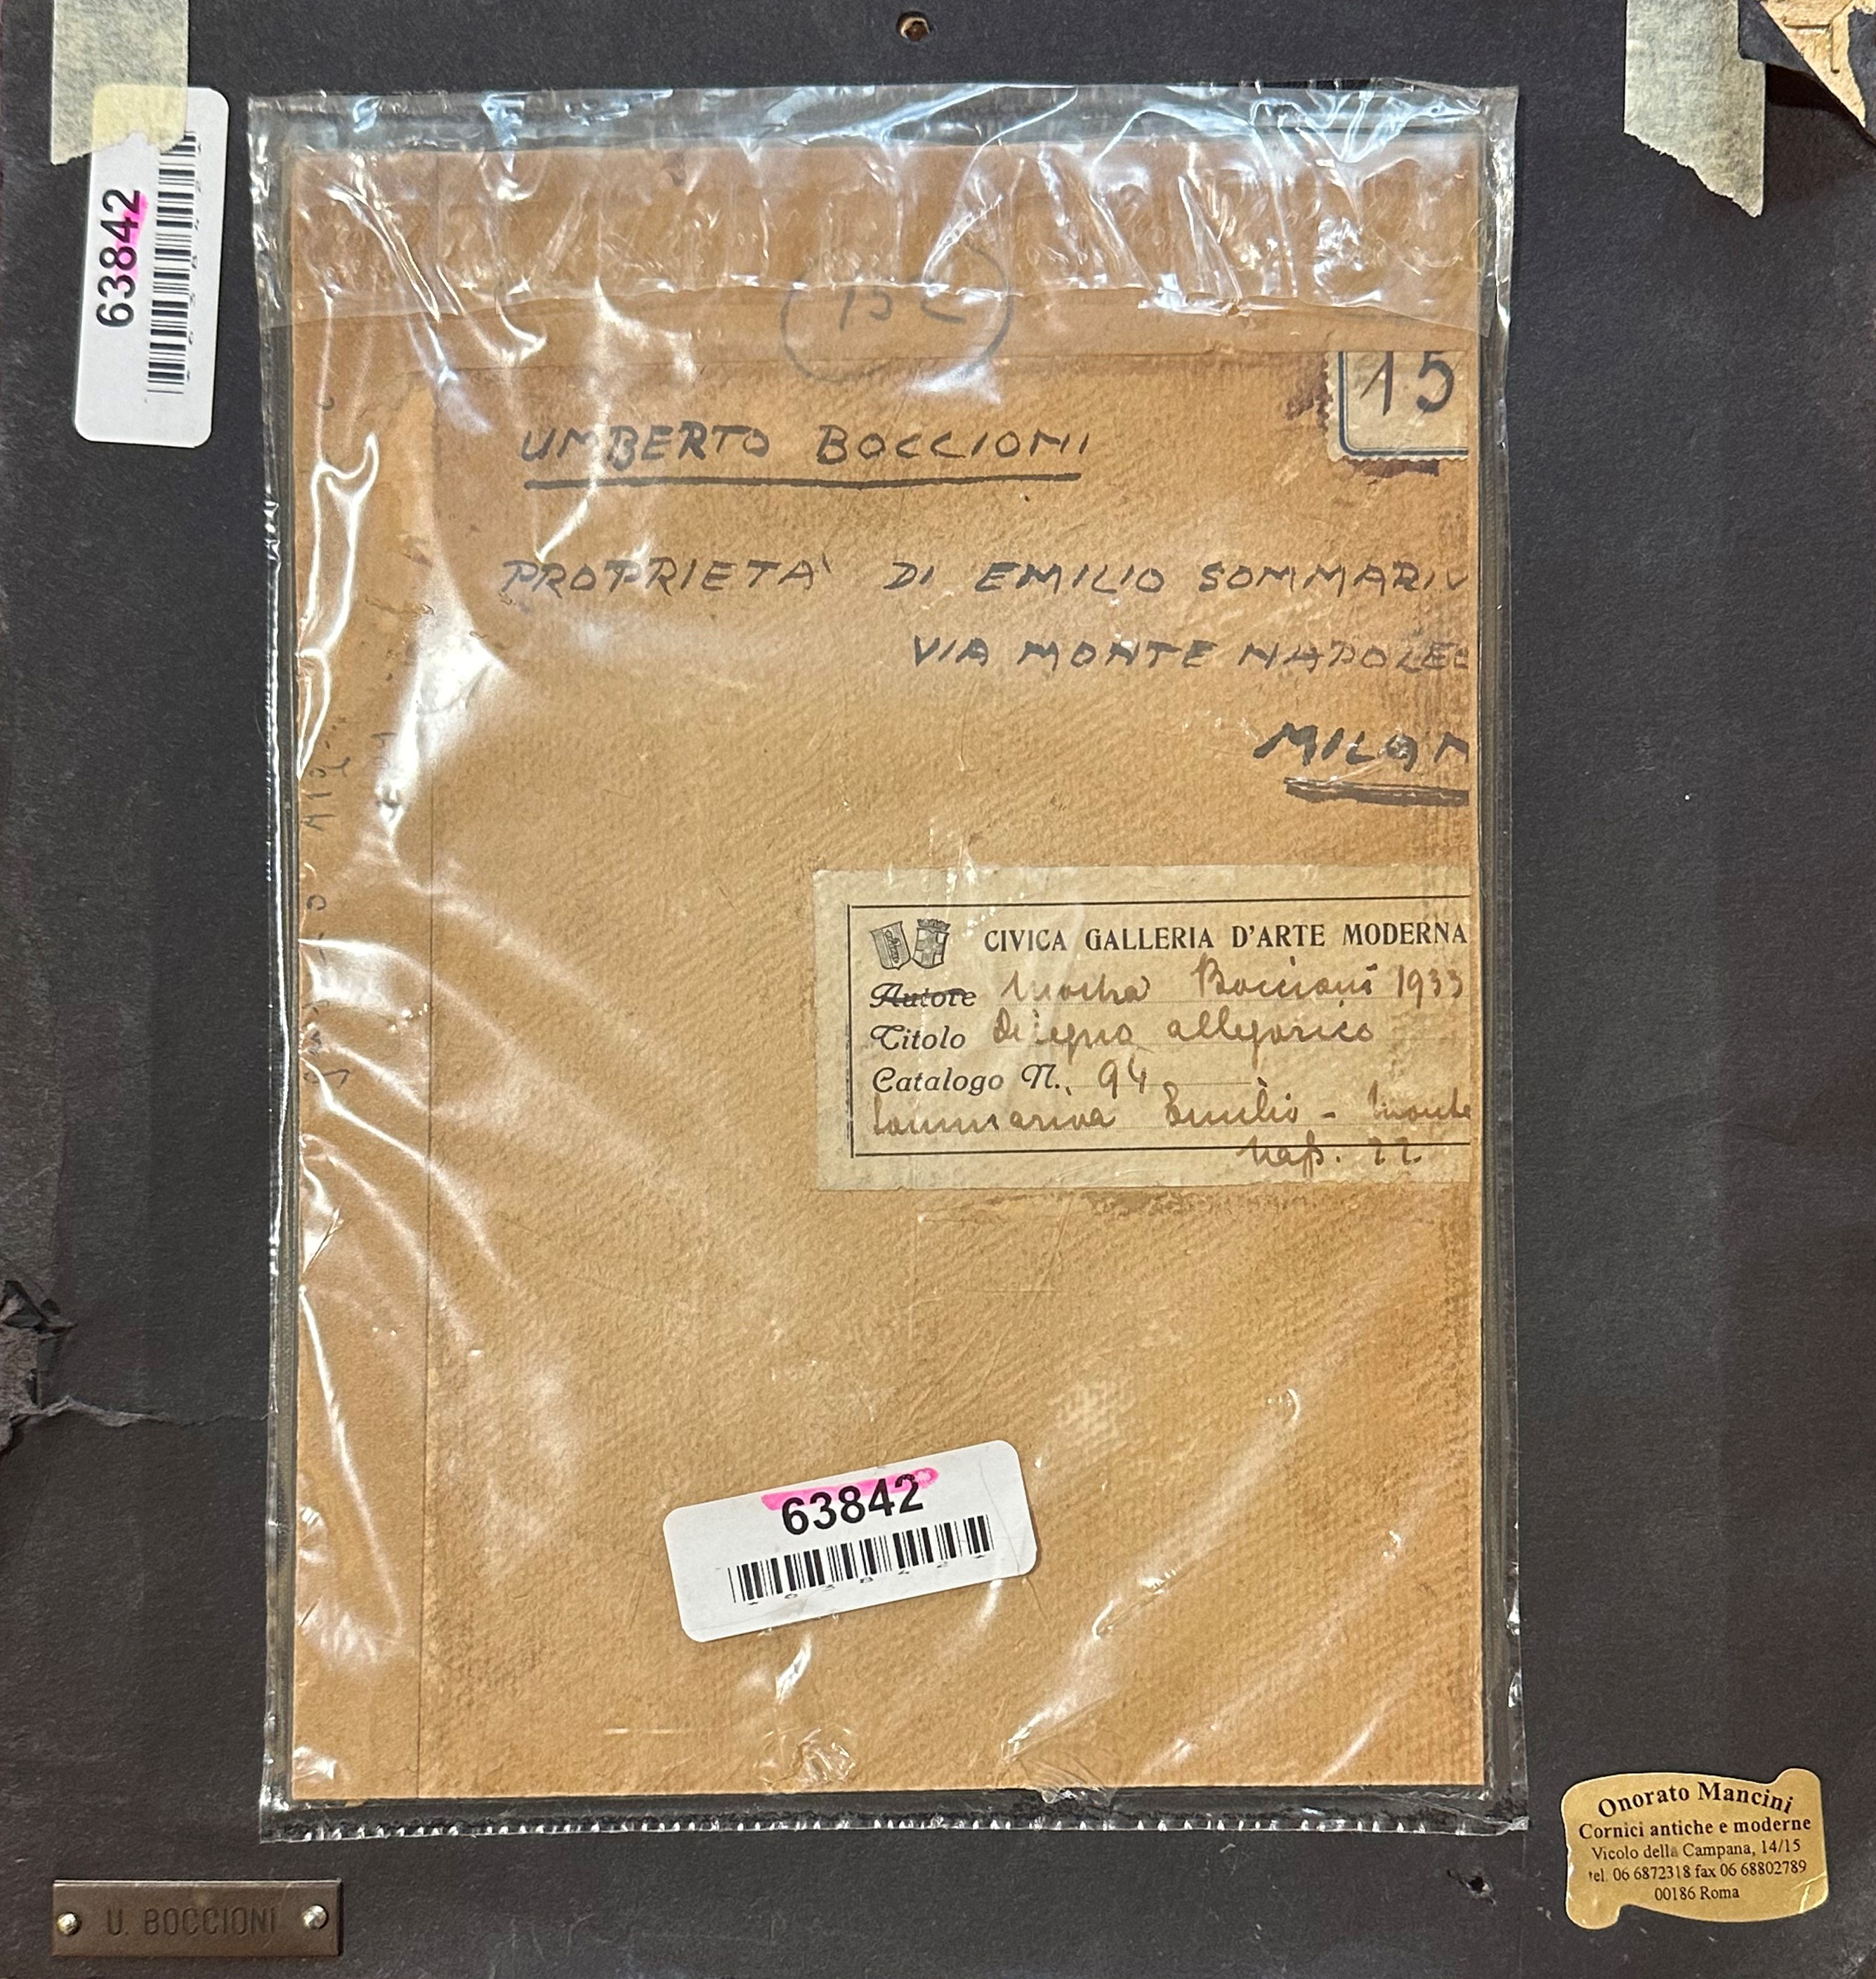 63842
15
UMBERTO BOCCIONI
PROPRIETA' DI EMILIO SOMMARIV
VIA MONTE NAPOLEO
MILAN
CIVICA GALLERIA D'ARTE MODERNA
Autore Mostra Boccioni 1933
Titolo Disegno allegorico
Catalogo N. 94
Sommariva Emilio - Monte
Nap. 22
63842
*63842*
U. BOCCIONI
Onorato Mancini
Cornici antiche e moderne
Vicolo della Campana, 14/15
tel. 06 6872318 fax 06 68802789
00186 Roma